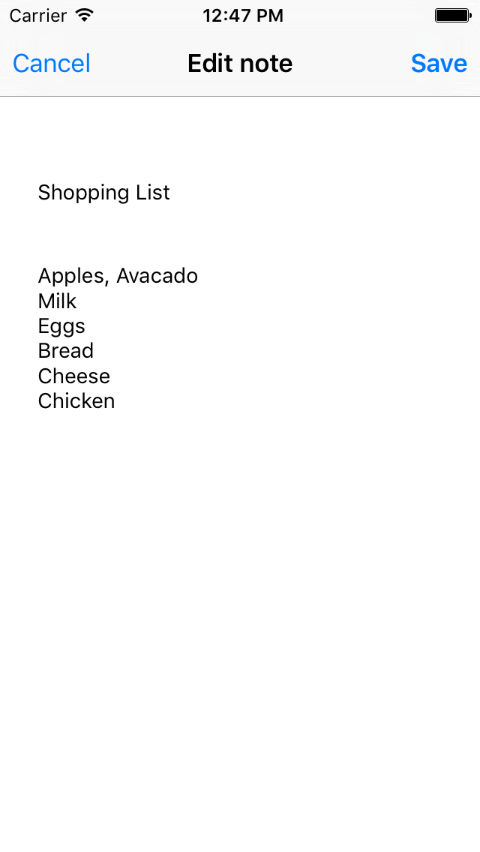 Carrier 12:47 PM
Cancel Edit note Save
Shopping List
Apples, Avacado
Milk
Eggs
Bread
Cheese
Chicken